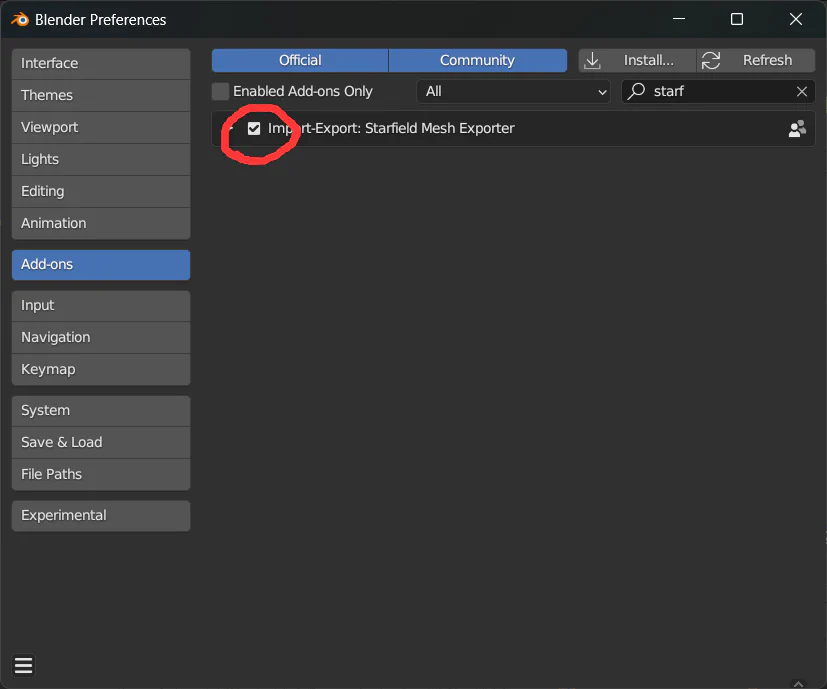 Blender Preferences
Interface
Themes
Viewport
Lights
Editing
Animation
Add-ons
Input
Navigation
Keymap
System
Save & Load
File Paths
Experimental
Official Community Install... Refresh
Enabled Add-ons Only All starf
Import-Export: Starfield Mesh Exporter